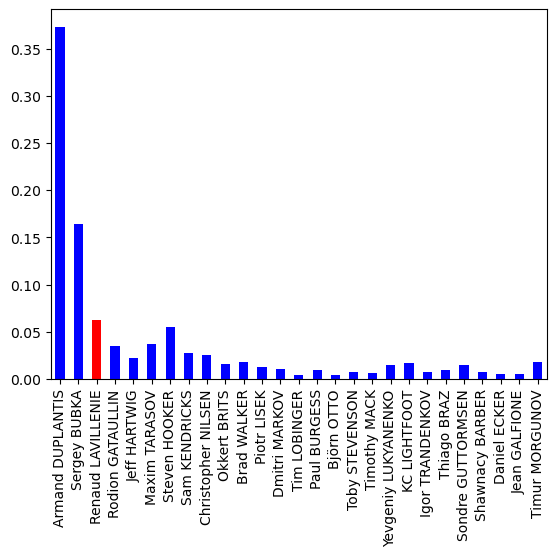 0.35
0.30
0.25
0.20
0.15
0.10
0.05
0.00
Armand DUPLANTIS
Sergey BUBKA
Renaud LAVILLENIE
Rodion GATAULLIN
Jeff HARTWIG
Maxim TARASOV
Steven HOOKER
Sam KENDRICKS
Christopher NILSEN
Okkert BRITS
Brad WALKER
Piotr LISEK
Dmitri MARKOV
Tim LOBINGER
Paul BURGESS
Björn OTTO
Toby STEVENSON
Timothy MACK
Yevgeniy LUKYANENKO
KC LIGHTFOOT
Igor TRANDENKOV
Thiago BRAZ
Sondre GUTTORMSEN
Shawnacy BARBER
Daniel ECKER
Jean GALFIONE
Timur MORGUNOV